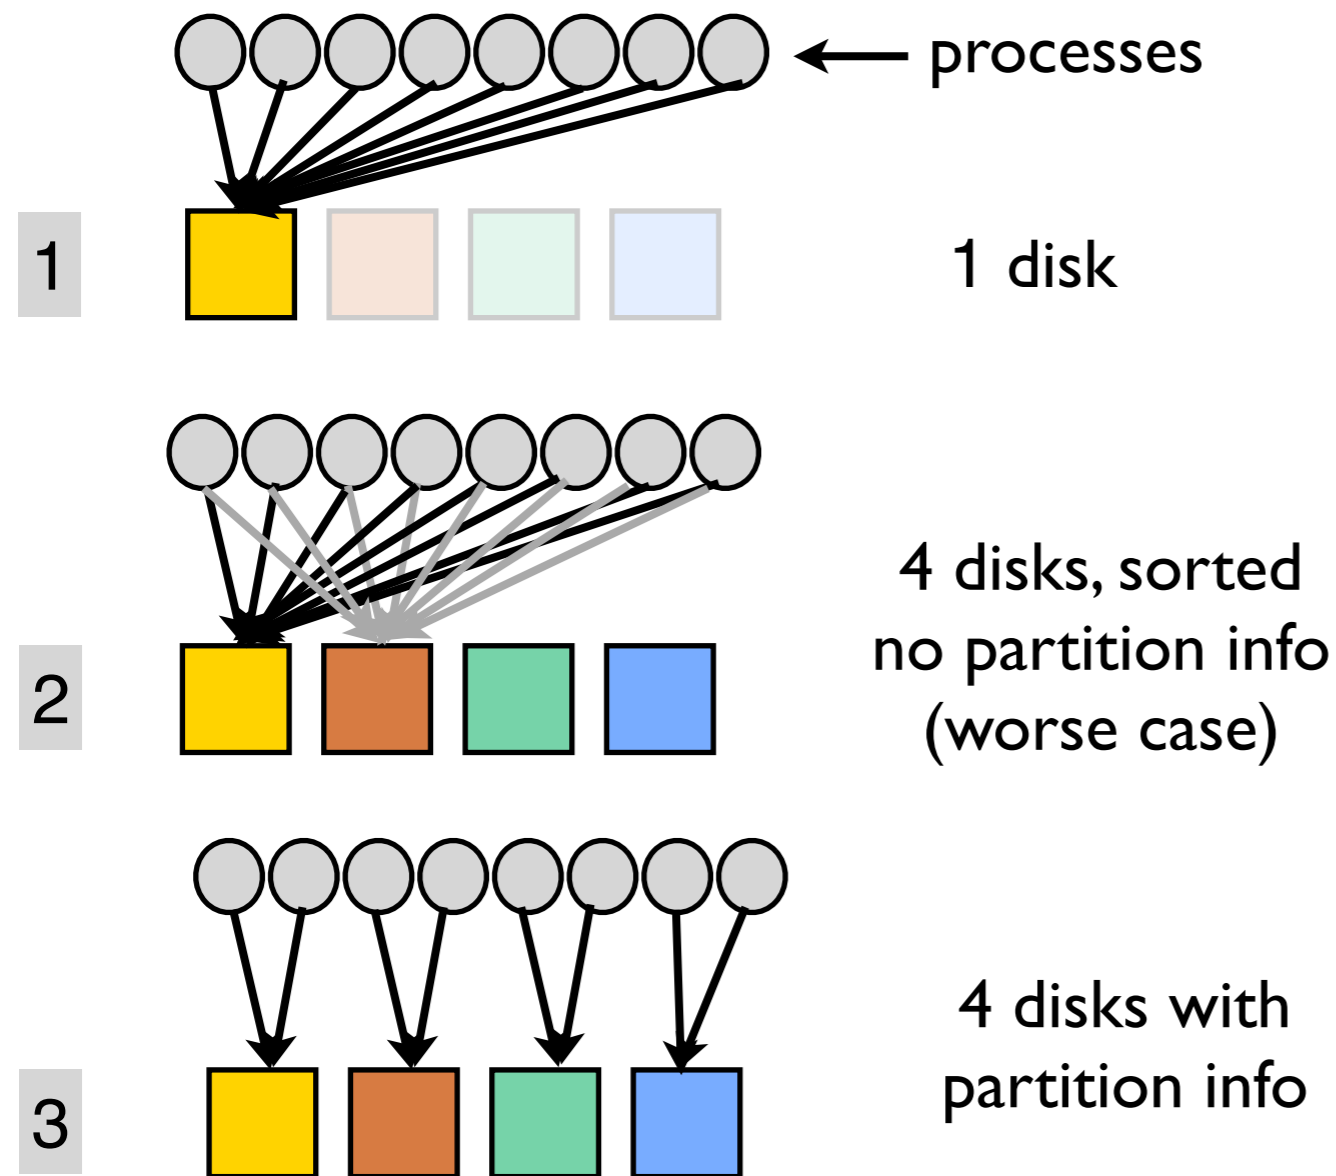 processes
1
1 disk
2
4 disks, sorted
no partition info
(worse case)
3
4 disks with
partition info